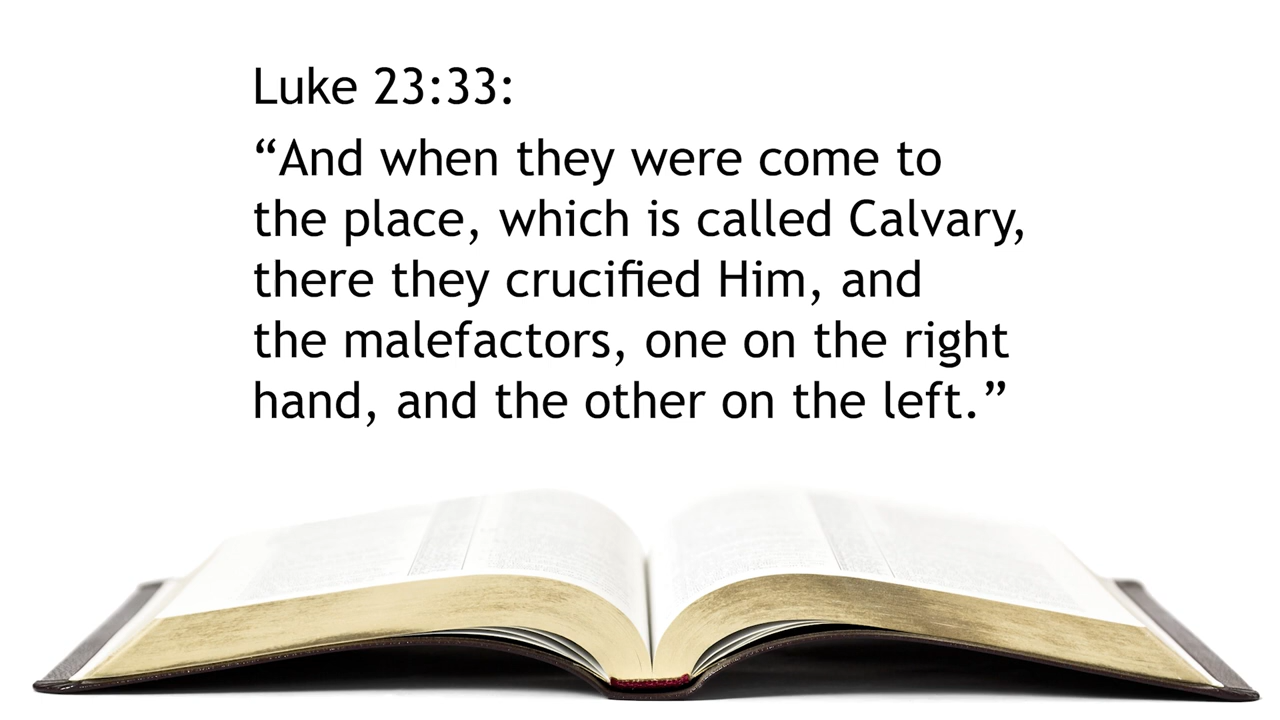 Luke 23:33:
“And when they were come to
the place, which is called Calvary,
there they crucified Him, and
the malefactors, one on the right
hand, and the other on the left.”